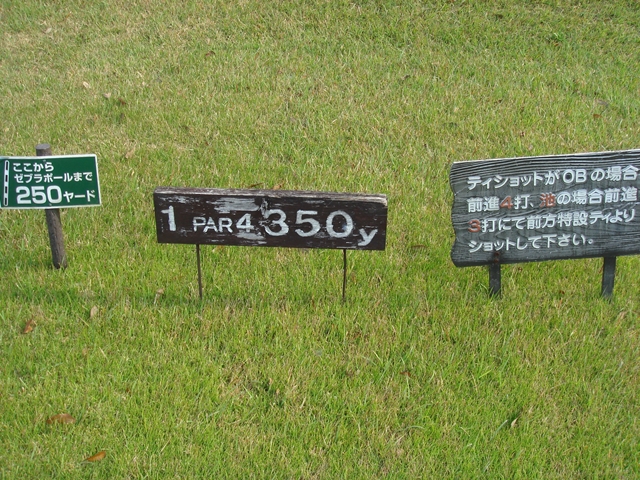 ここから
ゼブラポールまで
250ヤード
1 PAR4 350y
ティショットがOBの場合
前進4打、池の場合前進
3打にて前方特設ティより
ショットして下さい。